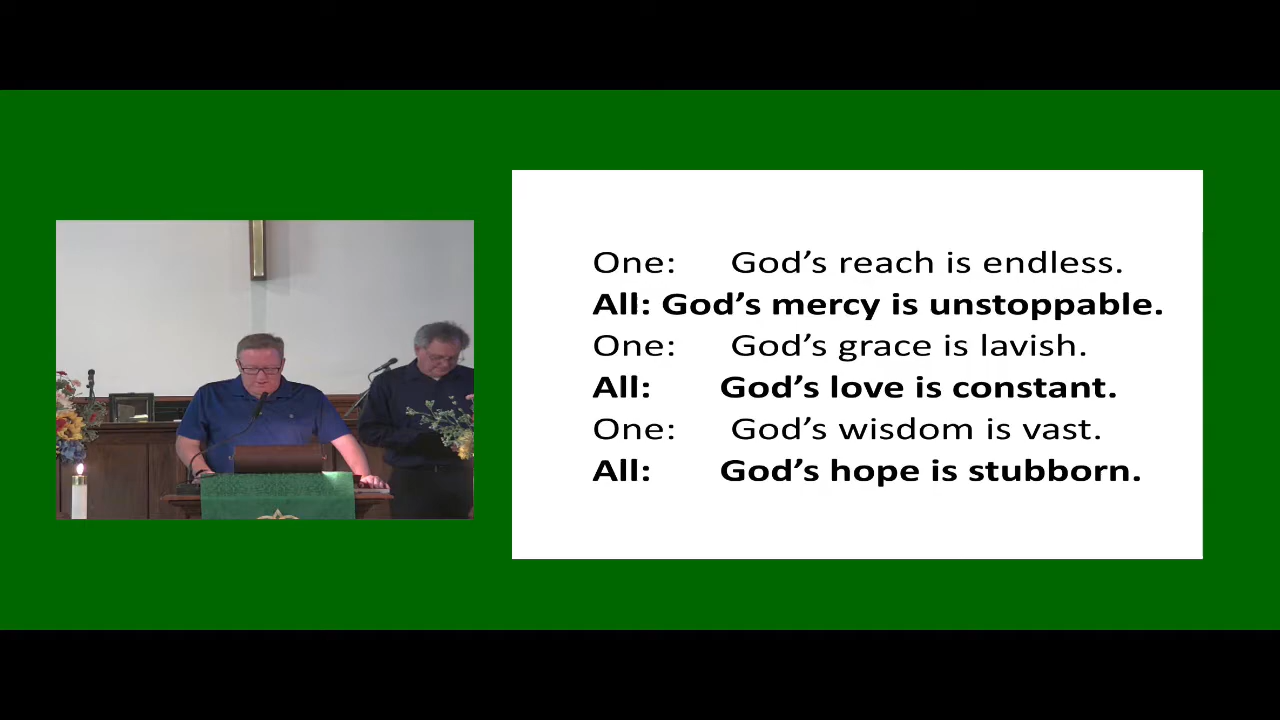 One: God’s reach is endless.
All: God’s mercy is unstoppable.
One: God’s grace is lavish.
All: God’s love is constant.
One: God’s wisdom is vast.
All: God’s hope is stubborn.